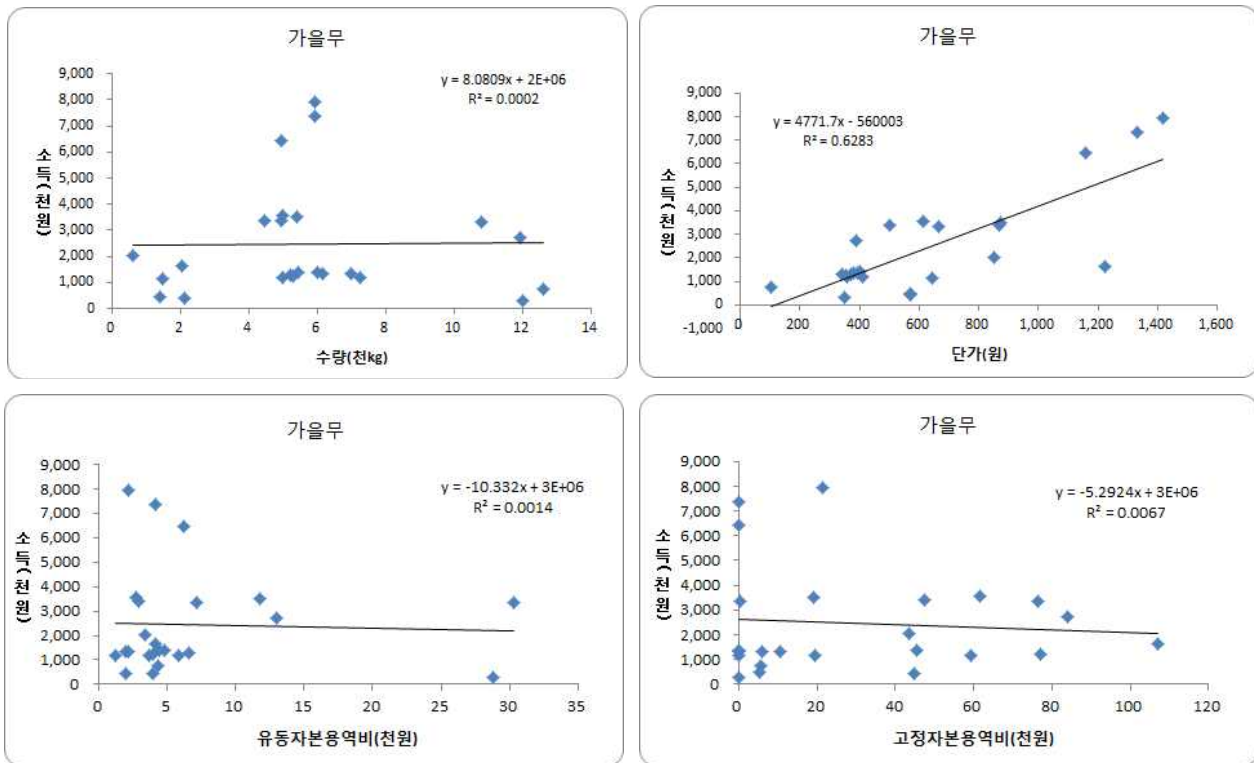 가을무
y = 8.0809x + 2E+06
R² = 0.0002
소득(천원)
9,000
8,000
7,000
6,000
5,000
4,000
3,000
2,000
1,000
0
0 2 4 6 8 10 12 14
수량(천kg)
가을무
y = 4771.7x - 560003
R² = 0.6283
소득(천원)
9,000
8,000
7,000
6,000
5,000
4,000
3,000
2,000
1,000
0
-1,000
0 200 400 600 800 1,000 1,200 1,400 1,600
단가(원)
가을무
y = -10.332x + 3E+06
R² = 0.0014
소득(천원)
9,000
8,000
7,000
6,000
5,000
4,000
3,000
2,000
1,000
0
0 5 10 15 20 25 30 35
유동자본용역비(천원)
가을무
y = -5.2924x + 3E+06
R² = 0.0067
소득(천원)
9,000
8,000
7,000
6,000
5,000
4,000
3,000
2,000
1,000
0
0 20 40 60 80 100 120
고정자본용역비(천원)